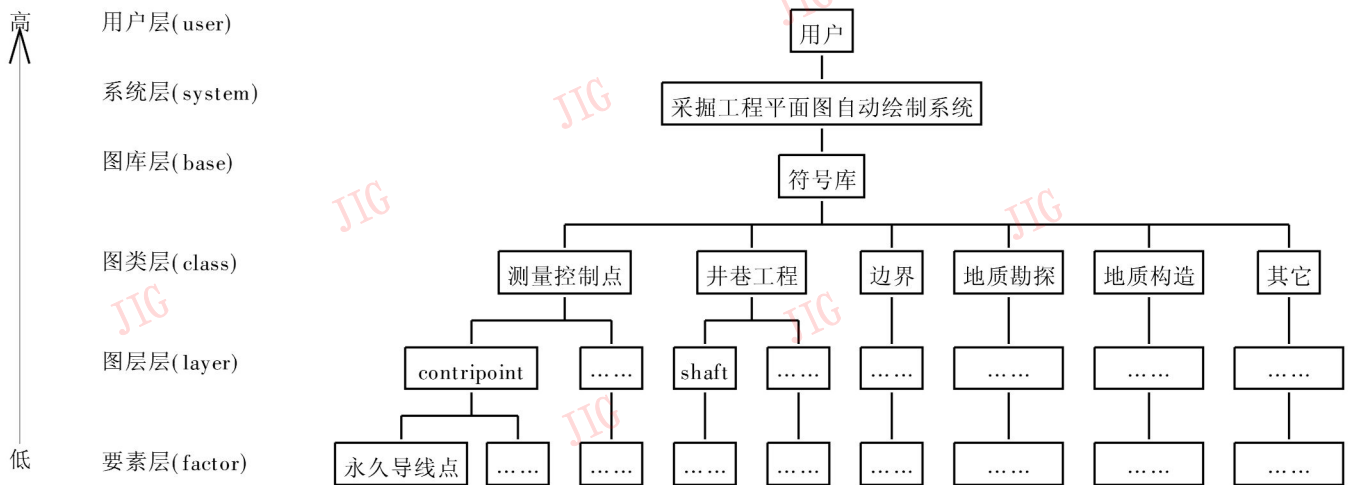 JIG
高 用户层(user) 用户
系统层(system) 采掘工程平面图自动绘制系统
JIG
图库层(base) 符号库
JIG JIG
图类层(class) 测量控制点 井巷工程 边界 地质勘探 地质构造 其它
JIG JIG
图层层(layer) contripoint …… shaft …… …… …… …… ……
JIG
低 要素层(factor) 永久导线点 …… …… …… …… …… …… …… ……